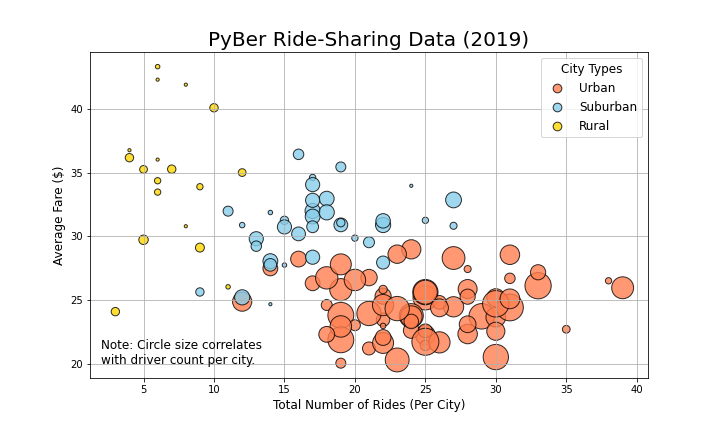 PyBer Ride-Sharing Data (2019)
City Types
Urban
Suburban
Rural
Average Fare ($)
40
35
30
25
20
Note: Circle size correlates
with driver count per city.
5 10 15 20 25 30 35 40
Total Number of Rides (Per City)